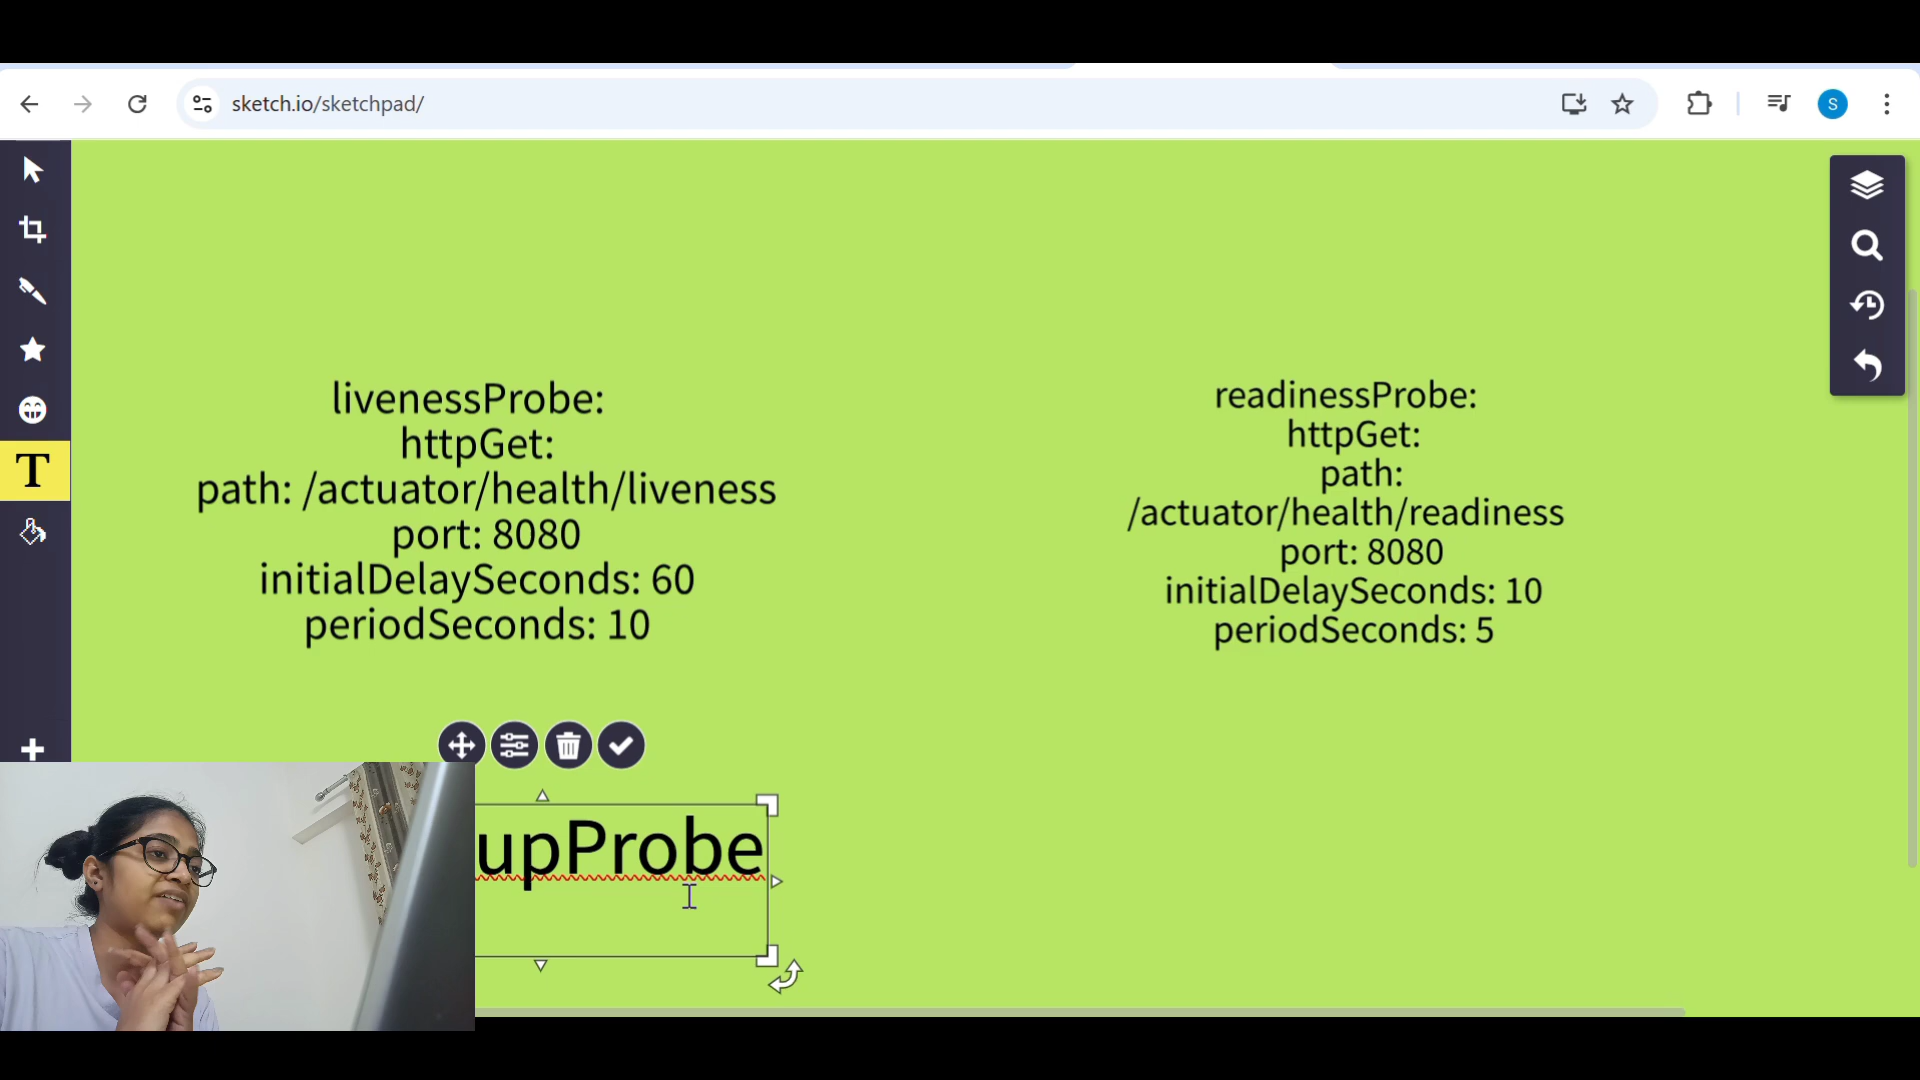 sketch.io/sketchpad/
S
livenessProbe:
httpGet:
path: /actuator/health/liveness
port: 8080
initialDelaySeconds: 60
periodSeconds: 10
readinessProbe:
httpGet:
path:
/actuator/health/readiness
port: 8080
initialDelaySeconds: 10
periodSeconds: 5
T
upProbe